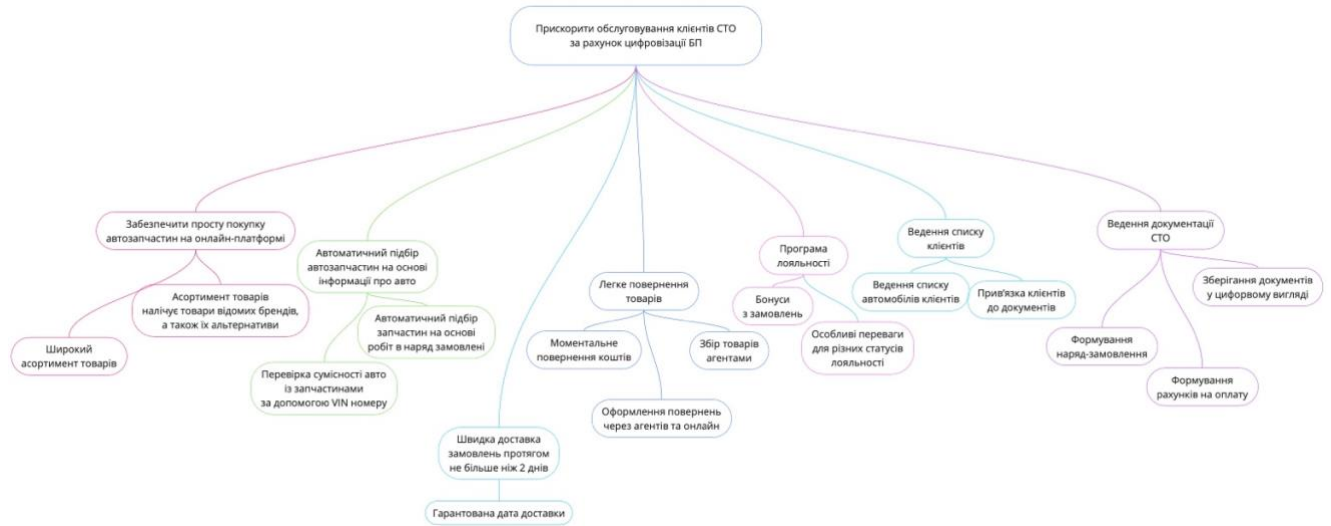 Прискорити обслуговування клієнтів СТО
за рахунок цифровізації БП
Забезпечити просту покупку
автозапчастин на онлайн-платформі
Широкий
асортимент товарів
Асортимент товарів
налічує товари відомих брендів,
а також їх альтернативи
Автоматичний підбір
автозапчастин на основі
інформації про авто
Перевірка сумісності авто
із запчастинами
за допомогою VIN номеру
Автоматичний підбір
запчастин на основі
робіт в наряд замовлені
Швидка доставка
замовлень протягом
не більше ніж 2 днів
Гарантована дата доставки
Легке повернення
товарів
Моментальне
повернення коштів
Оформлення повернень
через агентів та онлайн
Збір товарів
агентами
Програма
лояльності
Бонуси
з замовлень
Особливі переваги
для різних статусів
лояльності
Ведення списку
клієнтів
Ведення списку
автомобілів клієнтів
Прив'язка клієнтів
до документів
Ведення документації
СТО
Формування
наряд-замовлення
Формування
рахунків на оплату
Зберігання документів
у цифорвому вигляді